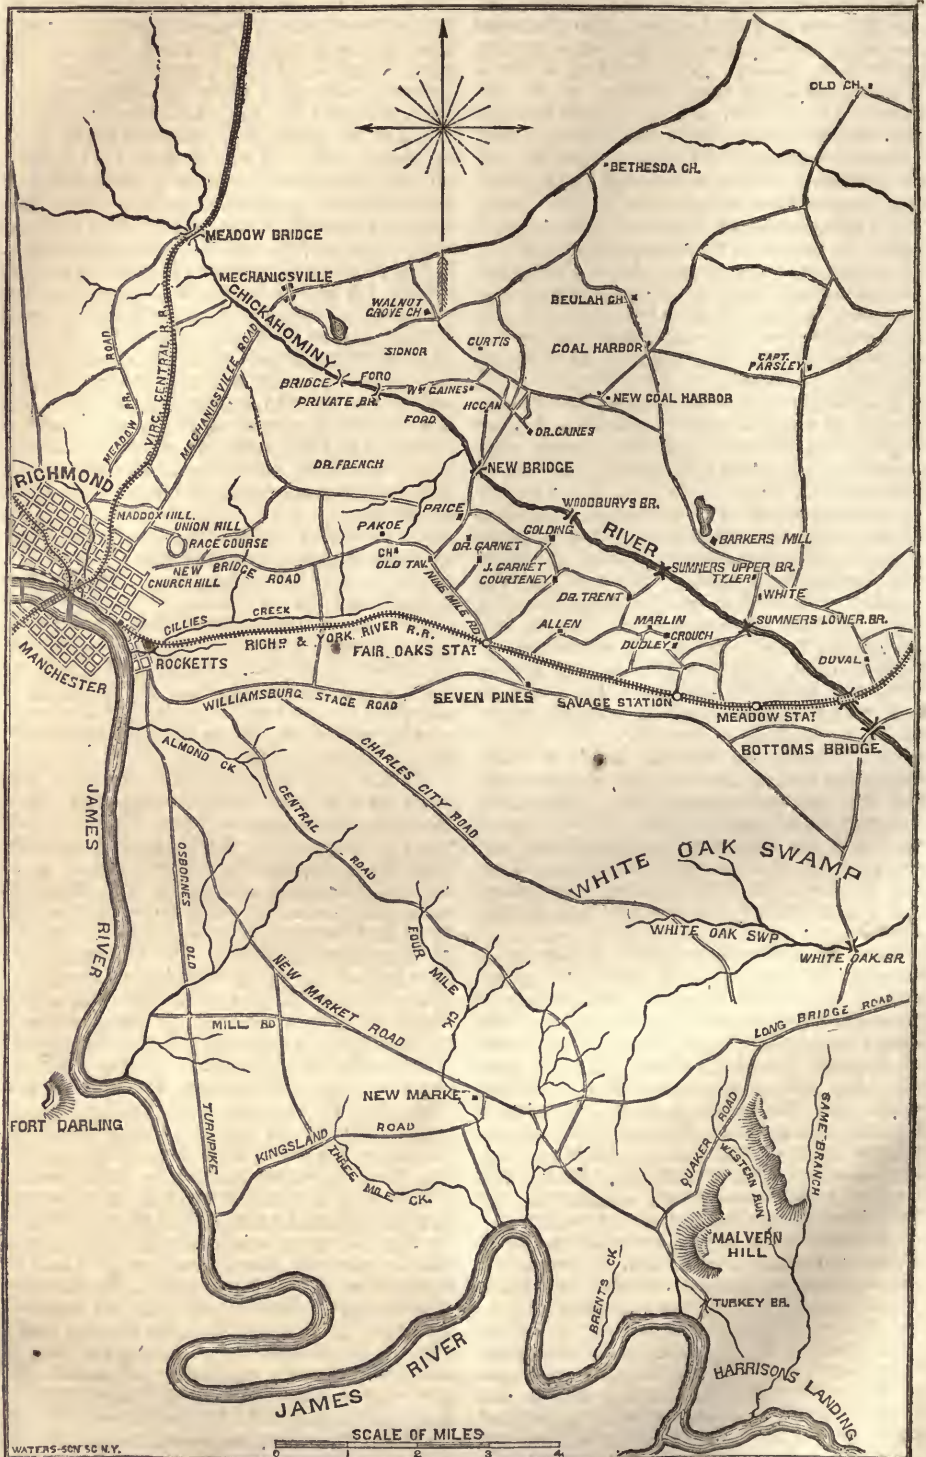 OLD CH.
BETHESDA CH.
MEADOW BRIDGE
MECHANICSVILLE
WALNUT
GROVE CH
BEULAH CH.
CHICKAHOMINY
SIDNOR
CURTIS
COAL HARBOR
CAPT.
PARSLEY
ROAD
MEADOW BR.
VIRG. CENTRAL R.R.
MECHANICSVILLE ROAD
BRIDGE
FORD
PRIVATE BR.
WM GAINES
HOGAN
NEW COAL HARBOR
FORD
DR. GAINES
DR. FRENCH
NEW BRIDGE
RICHMOND
PRICE
WOODBURYS BR.
RIVER
MADDOX HILL
UNION HILL
RACE COURSE
PAKOE
GOLDING
BARKERS MILL
NEW BRIDGE ROAD
CH.
OLD TAV.
DR. GARNET
J. GARNET
COURTENEY
SUMNERS UPPER BR.
TYLER
WHITE
CHURCH HILL
NINE MILE RD
DR. TRENT
GILLIES CREEK
ALLEN
MARLIN
CROUCH
DUDLEY
SUMNERS LOWER BR.
RICHD. & YORK RIVER R.R.
FAIR OAKS STAT
DUVAL
MANCHESTER
ROCKETTS
WILLIAMSBURG STAGE ROAD
SEVEN PINES
SAVAGE STATION
MEADOW STAT
BOTTOMS BRIDGE
ALMOND CK
CHARLES CITY ROAD
CENTRAL ROAD
JAMES RIVER
WHITE OAK SWAMP
OSBORNES OLD TURNPIKE
FOUR MILE CK.
WHITE OAK SWP
WHITE OAK BR.
NEW MARKET ROAD
MILL RD
LONG BRIDGE ROAD
NEW MARKET
FORT DARLING
KINGSLAND ROAD
THREE MILE CK.
QUAKER ROAD
WESTERN RUN
SAME BRANCH
MALVERN
HILL
BRENTS CK
TURKEY BR.
JAMES RIVER
HARRISONS LANDING
SCALE OF MILES
0 1 2 3 4
WATERS-SON SC N.Y.